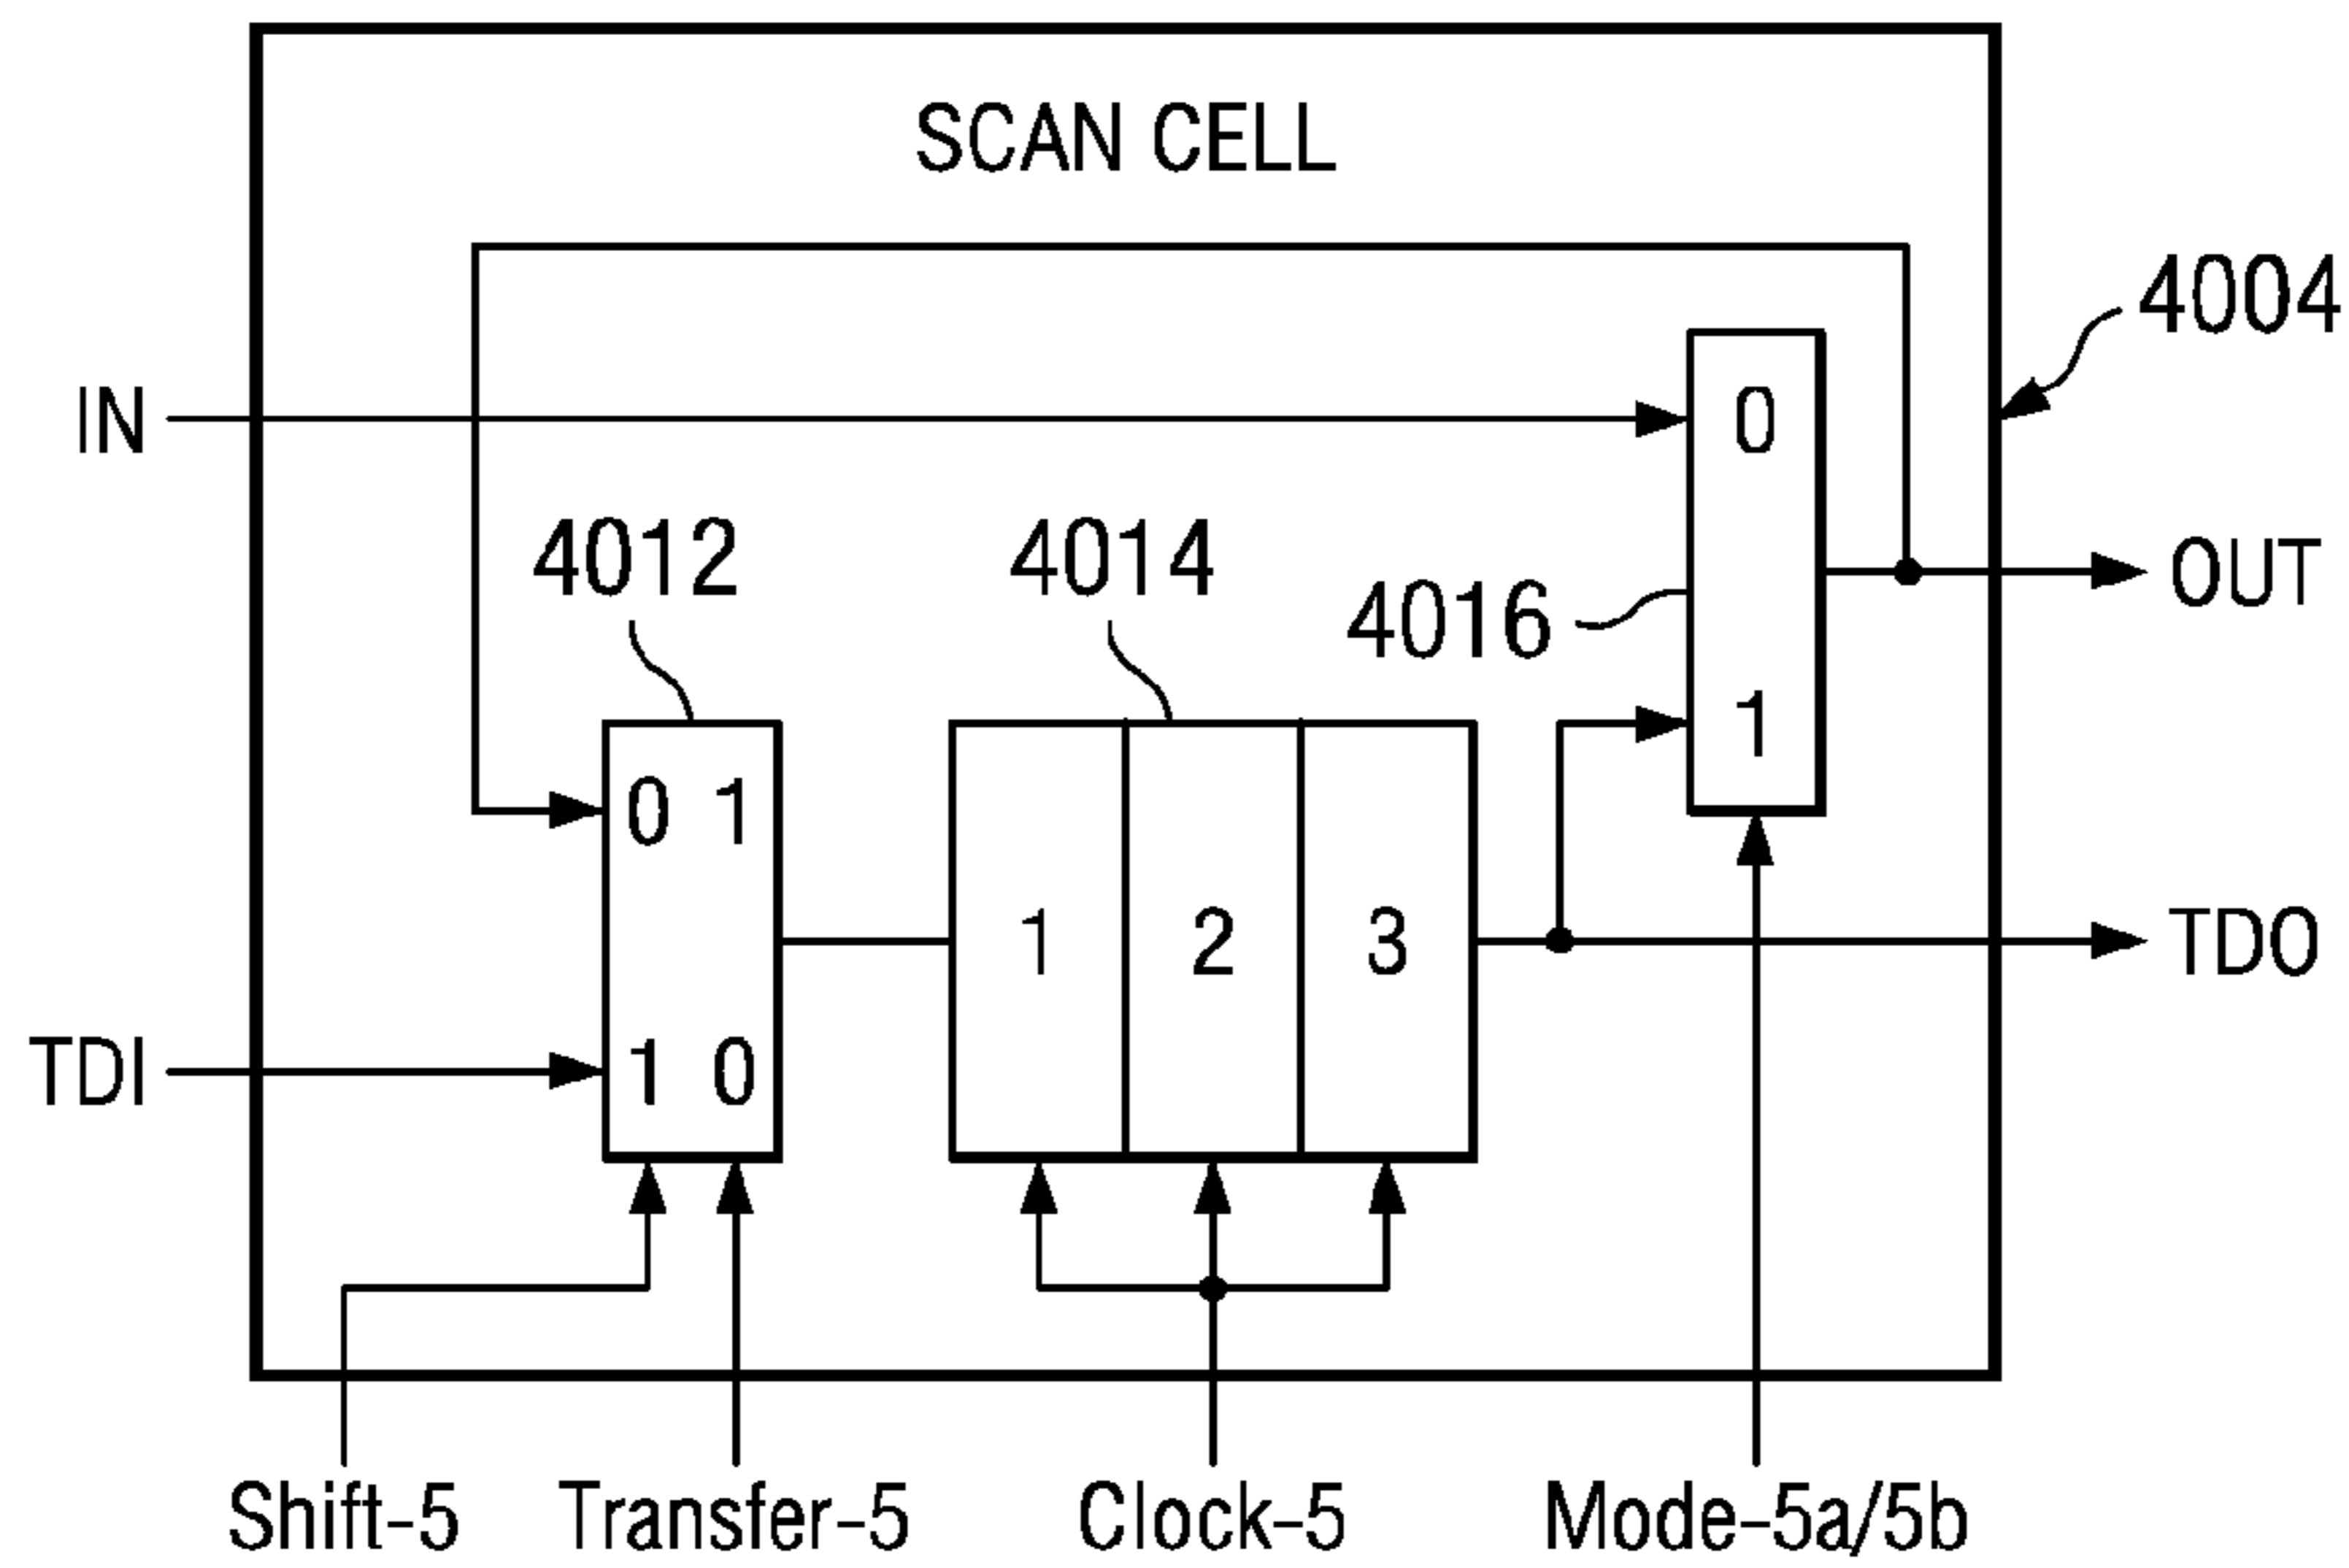 SCAN CELL
4004
IN
0
4012
4014
4016
OUT
1
0 1
1
2
3
TDO
TDI
1 0
Shift-5
Transfer-5
Clock-5
Mode-5a/5b